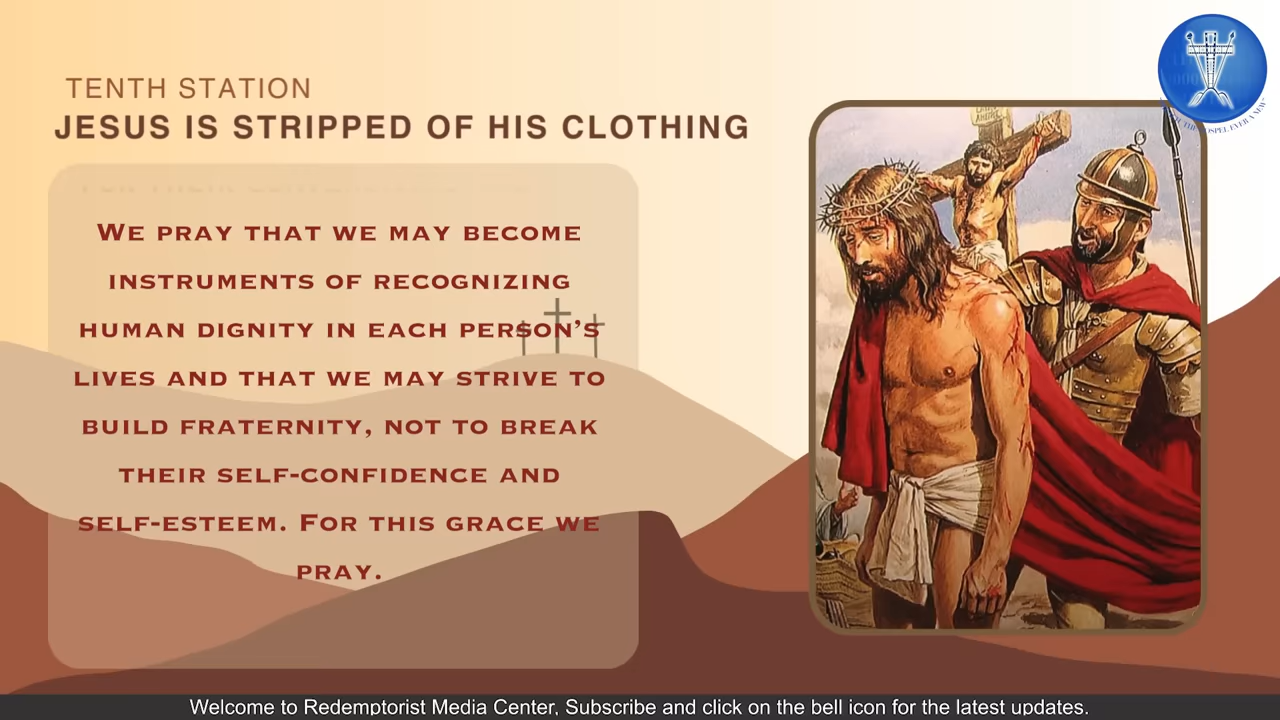 TENTH STATION
JESUS IS STRIPPED OF HIS CLOTHING
WE PRAY THAT WE MAY BECOME
INSTRUMENTS OF RECOGNIZING
HUMAN DIGNITY IN EACH PERSON'S
LIVES AND THAT WE MAY STRIVE TO
BUILD FRATERNITY, NOT TO BREAK
THEIR SELF-CONFIDENCE AND
SELF-ESTEEM. FOR THIS GRACE WE
PRAY.
Welcome to Redemptorist Media Center, Subscribe and click on the bell icon for the latest updates.